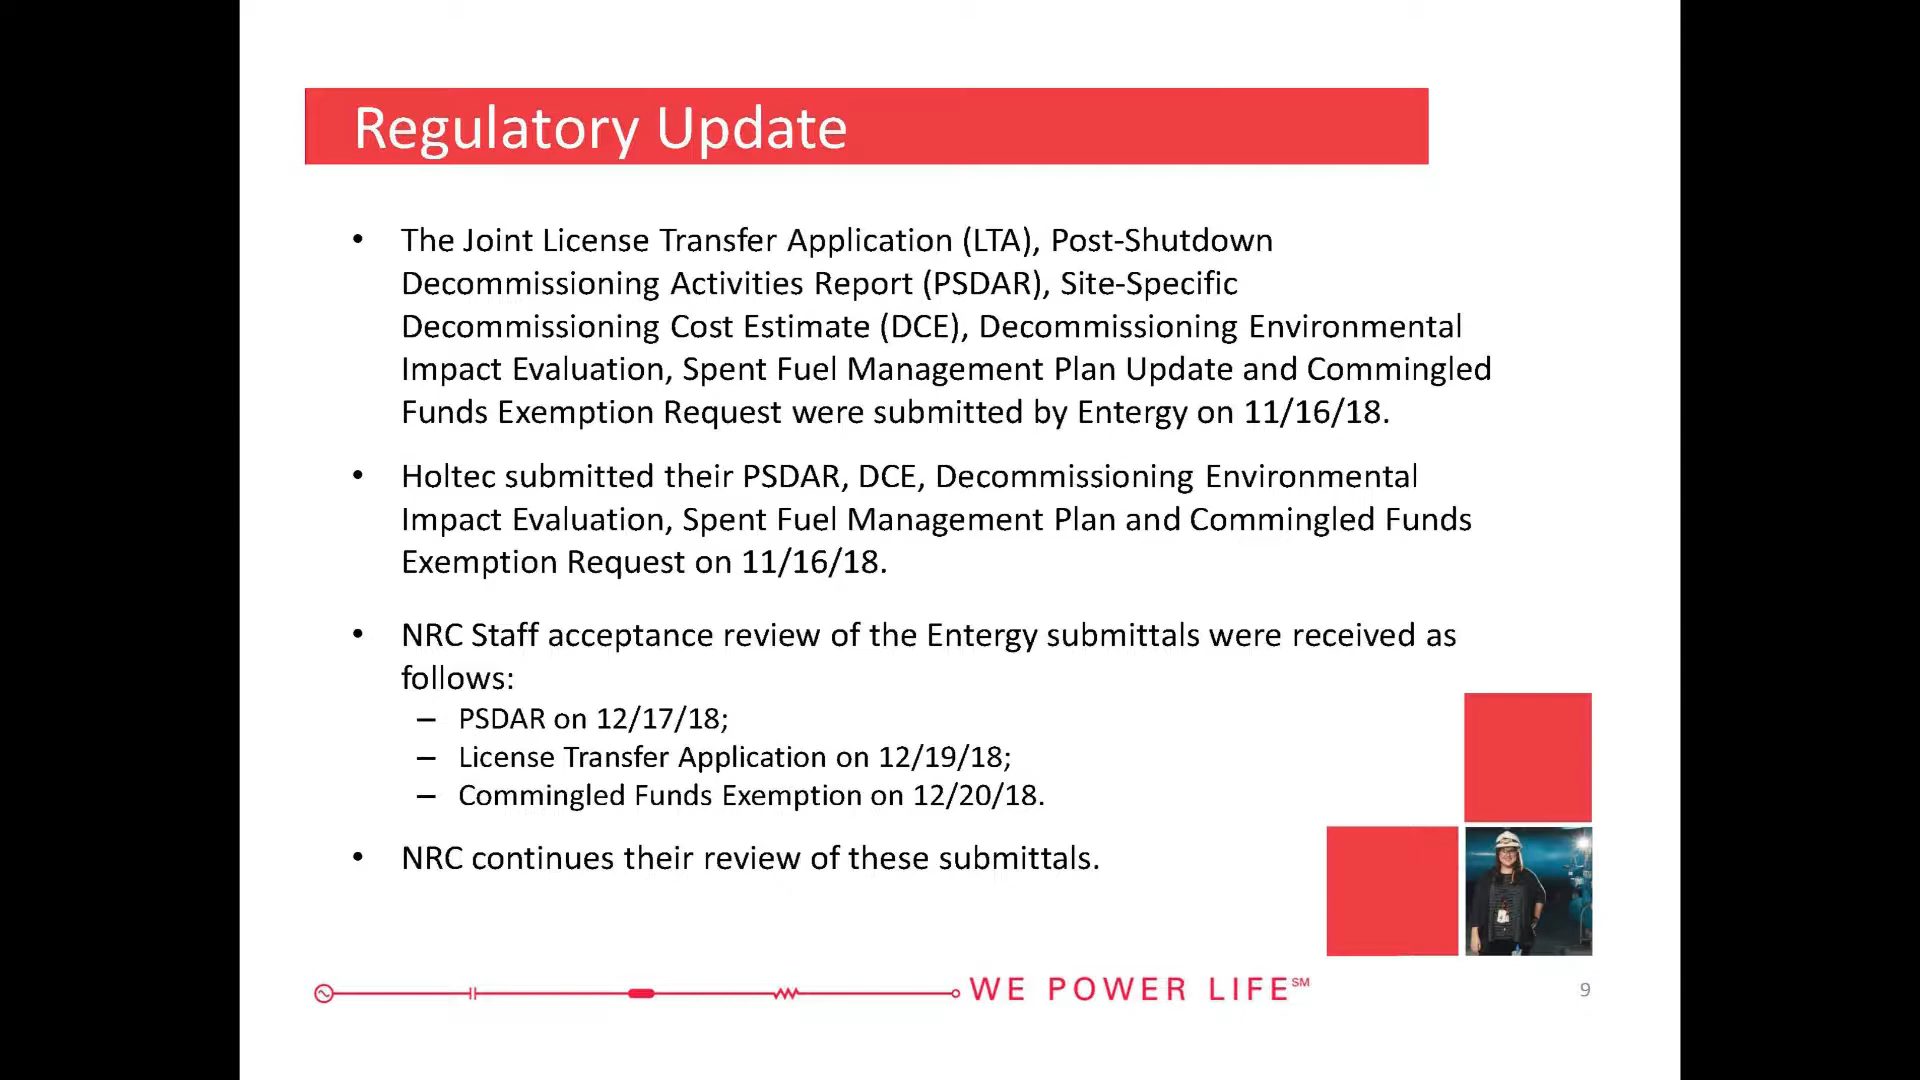 Regulatory Update
• The Joint License Transfer Application (LTA), Post-Shutdown
Decommissioning Activities Report (PSDAR), Site-Specific
Decommissioning Cost Estimate (DCE), Decommissioning Environmental
Impact Evaluation, Spent Fuel Management Plan Update and Commingled
Funds Exemption Request were submitted by Entergy on 11/16/18.
• Holtec submitted their PSDAR, DCE, Decommissioning Environmental
Impact Evaluation, Spent Fuel Management Plan and Commingled Funds
Exemption Request on 11/16/18.
• NRC Staff acceptance review of the Entergy submittals were received as
follows:
– PSDAR on 12/17/18;
– License Transfer Application on 12/19/18;
– Commingled Funds Exemption on 12/20/18.
• NRC continues their review of these submittals.
WE POWER LIFE℠
9